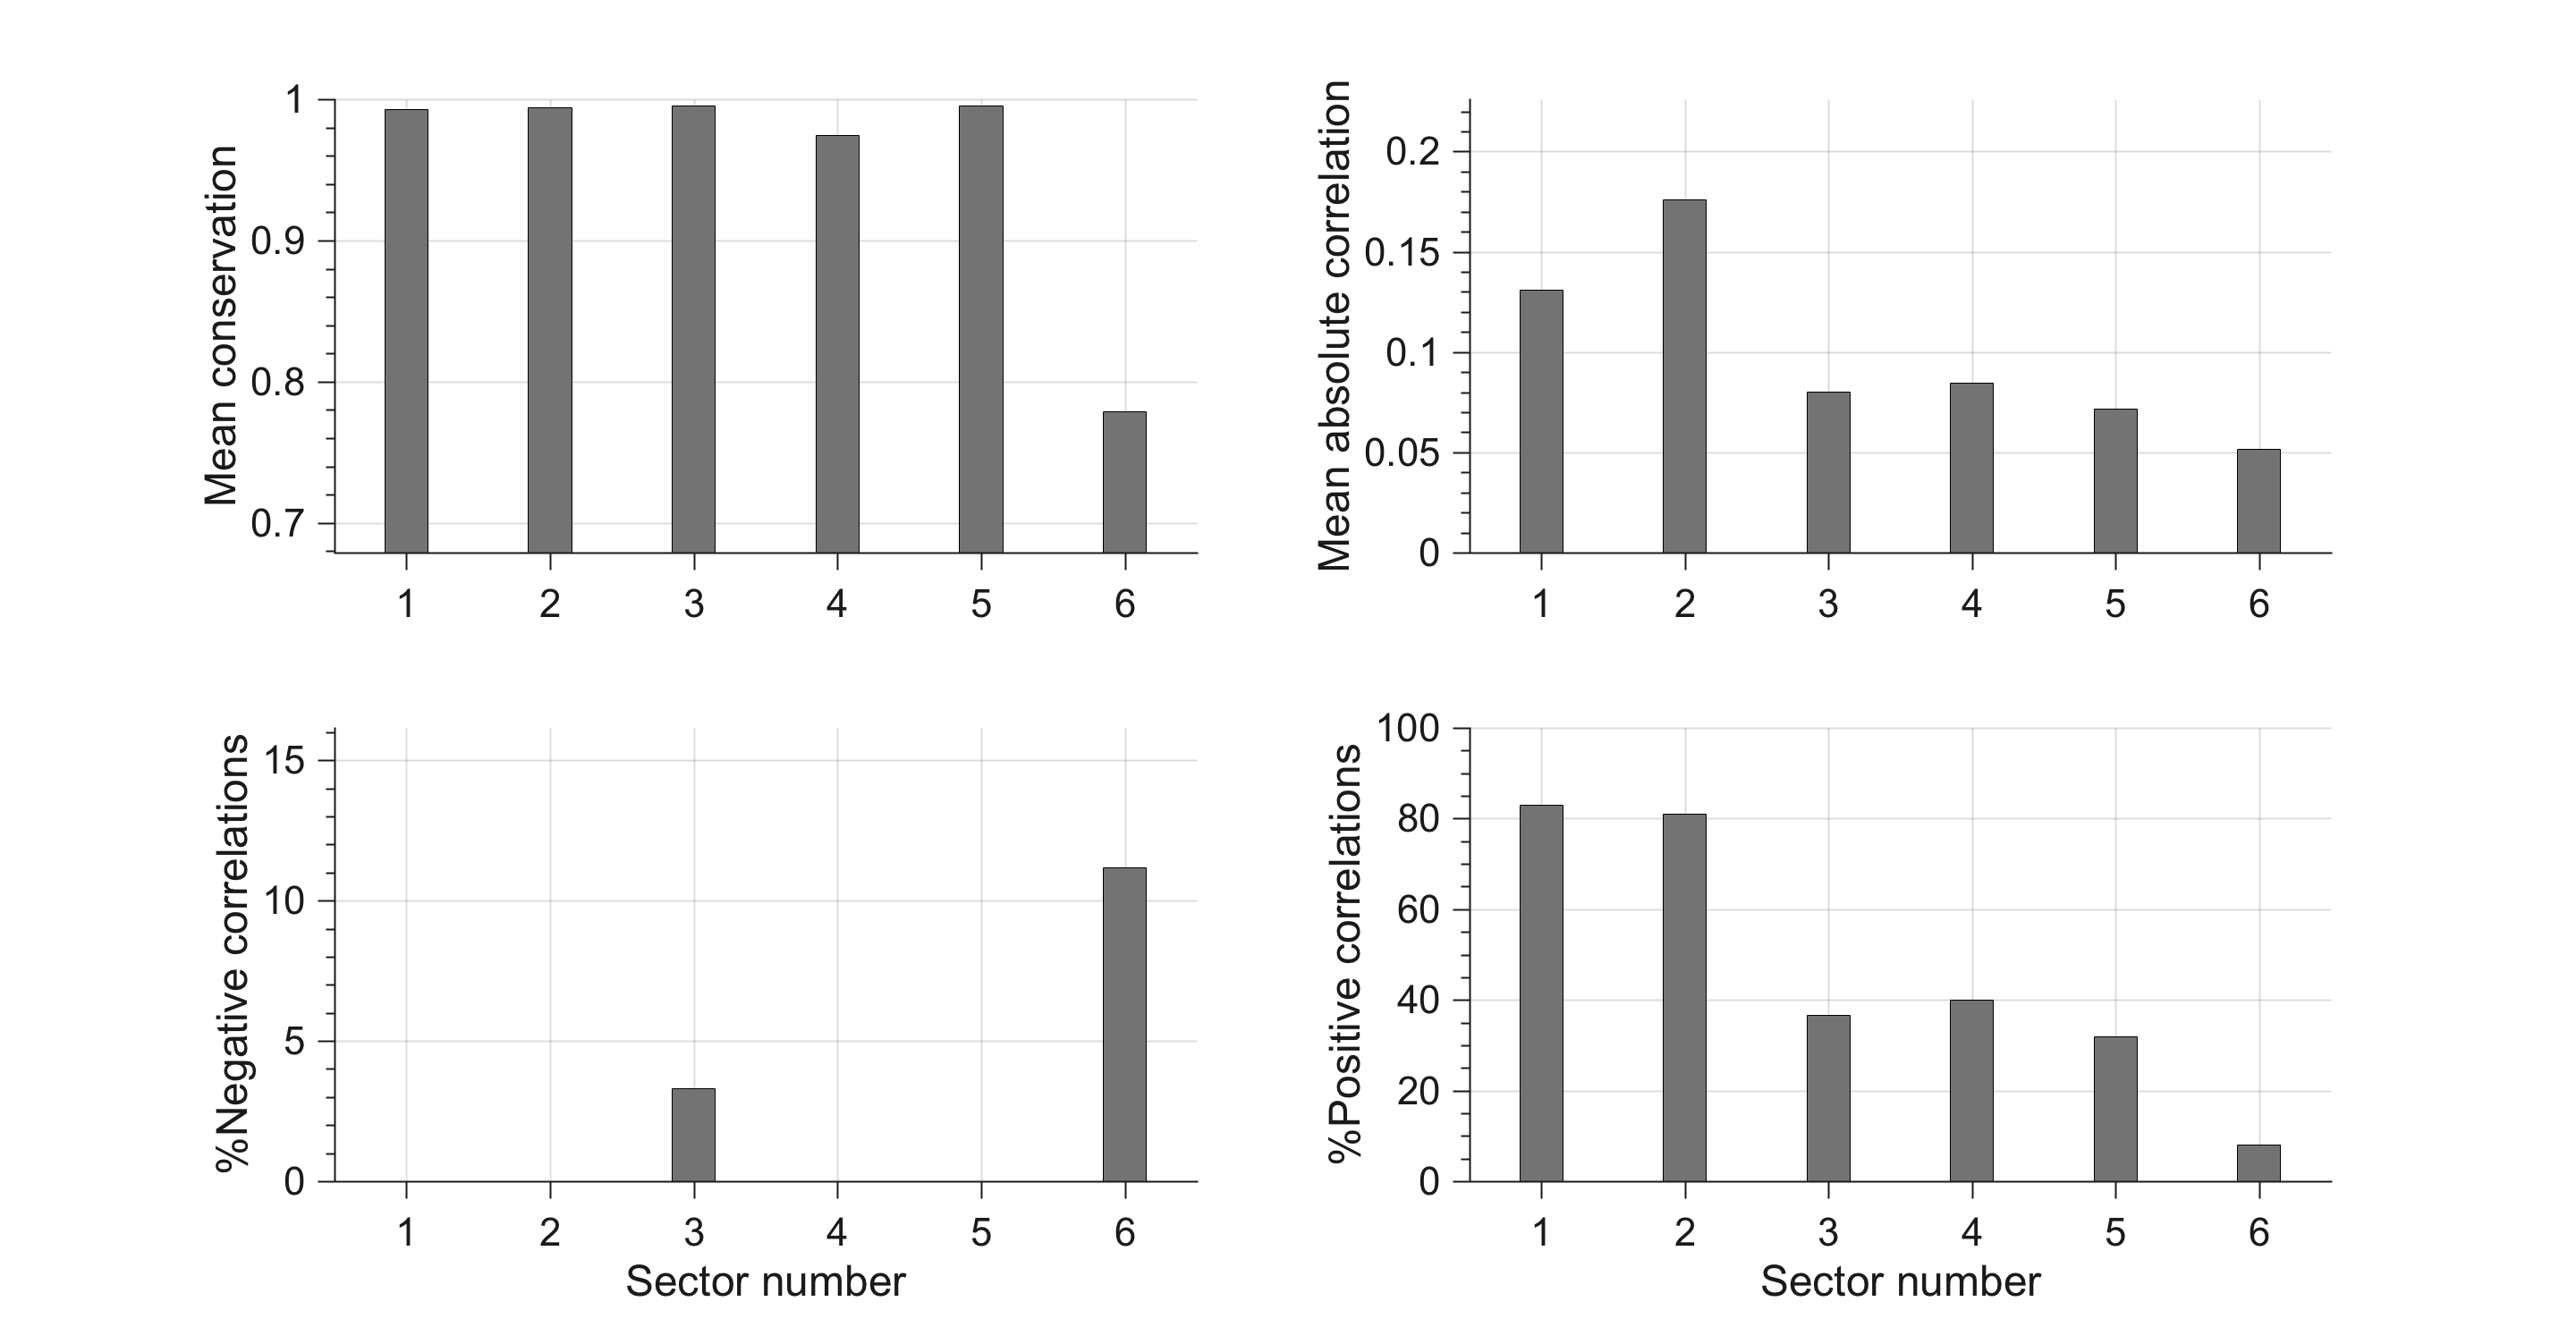 Mean conservation
1
0.9
0.8
0.7
1 2 3 4 5 6
Mean absolute correlation
0.2
0.15
0.1
0.05
0
1 2 3 4 5 6
%Negative correlations
15
10
5
0
1 2 3 4 5 6
Sector number
%Positive correlations
100
80
60
40
20
0
1 2 3 4 5 6
Sector number